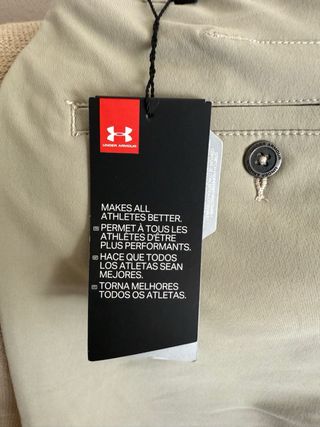 UNDER ARMOUR
MAKES ALL
ATHLETES BETTER.
PERMET À TOUS LES
ATHLÈTES D'ÊTRE
PLUS PERFORMANTS.
HACE QUE TODOS
LOS ATLETAS SEAN
MEJORES.
TORNA MELHORES
TODOS OS ATLETAS.